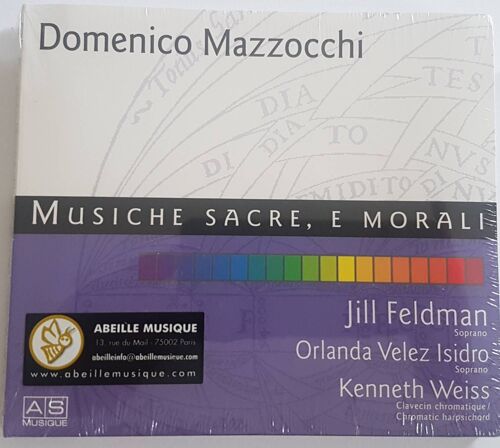 Domenico Mazzocchi
DIA
DIA
TO
NVS
DI
T
TES
MUSICHE SACRE, E MORALI
Jill Feldman
Soprano
Orlanda Velez Isidro
Soprano
Kenneth Weiss
Clavecin chromatique /
Chromatic harpsichord
ABEILLE MUSIQUE
13, rue du Mail · 75002 Paris
abeilleinfo@abeillemusique.com
www.abeillemusique.com
AS
MUSIQUE